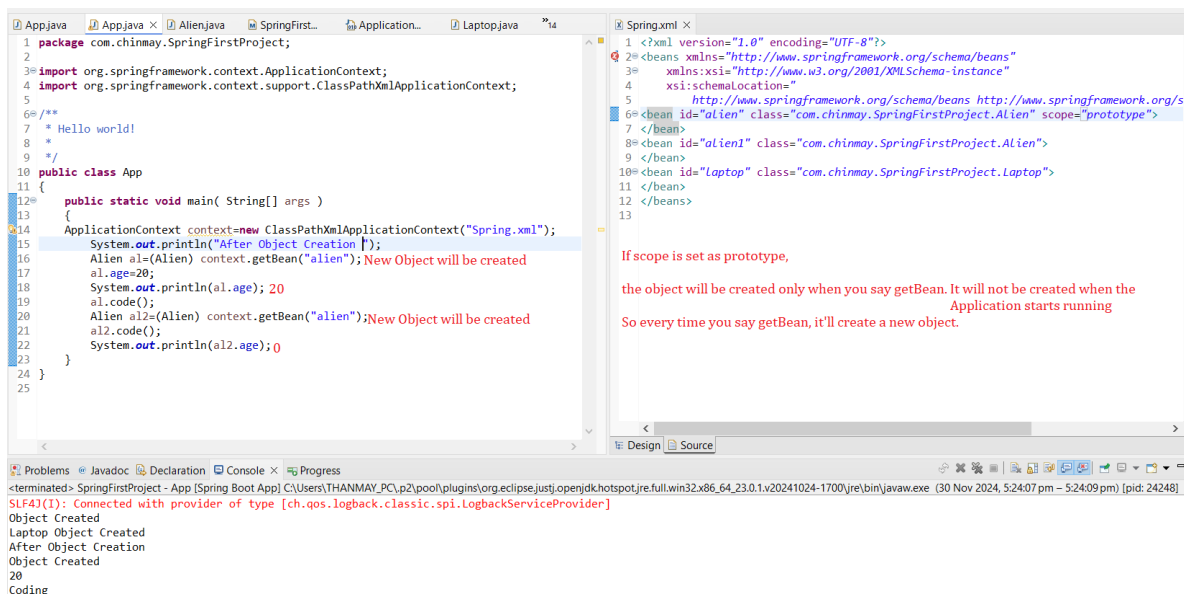 App.java App.java × Alien.java SpringFirst... Application... Laptop.java »14
1 package com.chinmay.SpringFirstProject;
2
3 import org.springframework.context.ApplicationContext;
4 import org.springframework.context.support.ClassPathXmlApplicationContext;
5
6 /**
7 * Hello world!
8 *
9 */
10 public class App
11 {
12 public static void main( String[] args )
13 {
14 ApplicationContext context=new ClassPathXmlApplicationContext("Spring.xml");
15 System.out.println("After Object Creation ");
16 Alien al=(Alien) context.getBean("alien"); New Object will be created
17 al.age=20;
18 System.out.println(al.age); 20
19 al.code();
20 Alien al2=(Alien) context.getBean("alien");New Object will be created
21 al2.code();
22 System.out.println(al2.age); 0
23 }
24 }
25
Spring.xml ×
1 <?xml version="1.0" encoding="UTF-8"?>
2 <beans xmlns="http://www.springframework.org/schema/beans"
3 xmlns:xsi="http://www.w3.org/2001/XMLSchema-instance"
4 xsi:schemaLocation="
5 http://www.springframework.org/schema/beans http://www.springframework.org/s
6 <bean id="alien" class="com.chinmay.SpringFirstProject.Alien" scope="prototype">
7 </bean>
8 <bean id="alien1" class="com.chinmay.SpringFirstProject.Alien">
9 </bean>
10 <bean id="laptop" class="com.chinmay.SpringFirstProject.Laptop">
11 </bean>
12 </beans>
13
If scope is set as prototype,
the object will be created only when you say getBean. It will not be created when the
Application starts running
So every time you say getBean, it'll create a new object.
Design Source
Problems Javadoc Declaration Console × Progress
<terminated> SpringFirstProject - App [Spring Boot App] C:\Users\THANMAY_PC\.p2\pool\plugins\org.eclipse.justj.openjdk.hotspot.jre.full.win32.x86_64_23.0.1.v20241024-1700\jre\bin\javaw.exe (30 Nov 2024, 5:24:07 pm – 5:24:09 pm) [pid: 24248]
SLF4J(I): Connected with provider of type [ch.qos.logback.classic.spi.LogbackServiceProvider]
Object Created
Laptop Object Created
After Object Creation
Object Created
20
Coding